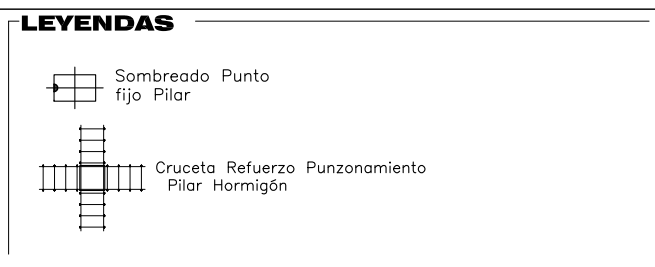 LEYENDAS
Sombreado Punto
fijo Pilar
Cruceta Refuerzo Punzonamiento
Pilar Hormigón